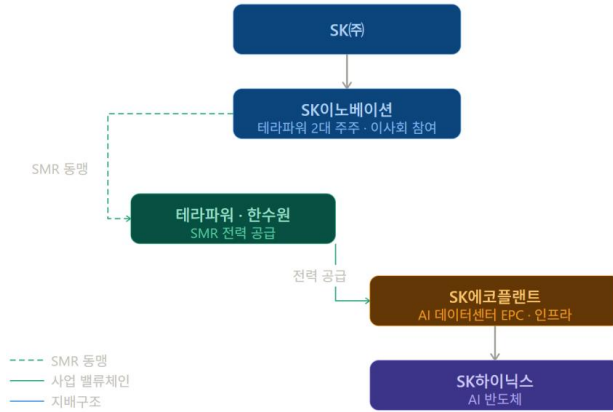 SK㈜
SK이노베이션
테라파워 2대 주주 · 이사회 참여
SMR 동맹
테라파워 · 한수원
SMR 전력 공급
전력 공급
SK에코플랜트
AI 데이터센터 EPC · 인프라
SK하이닉스
AI 반도체
SMR 동맹
사업 밸류체인
지배구조